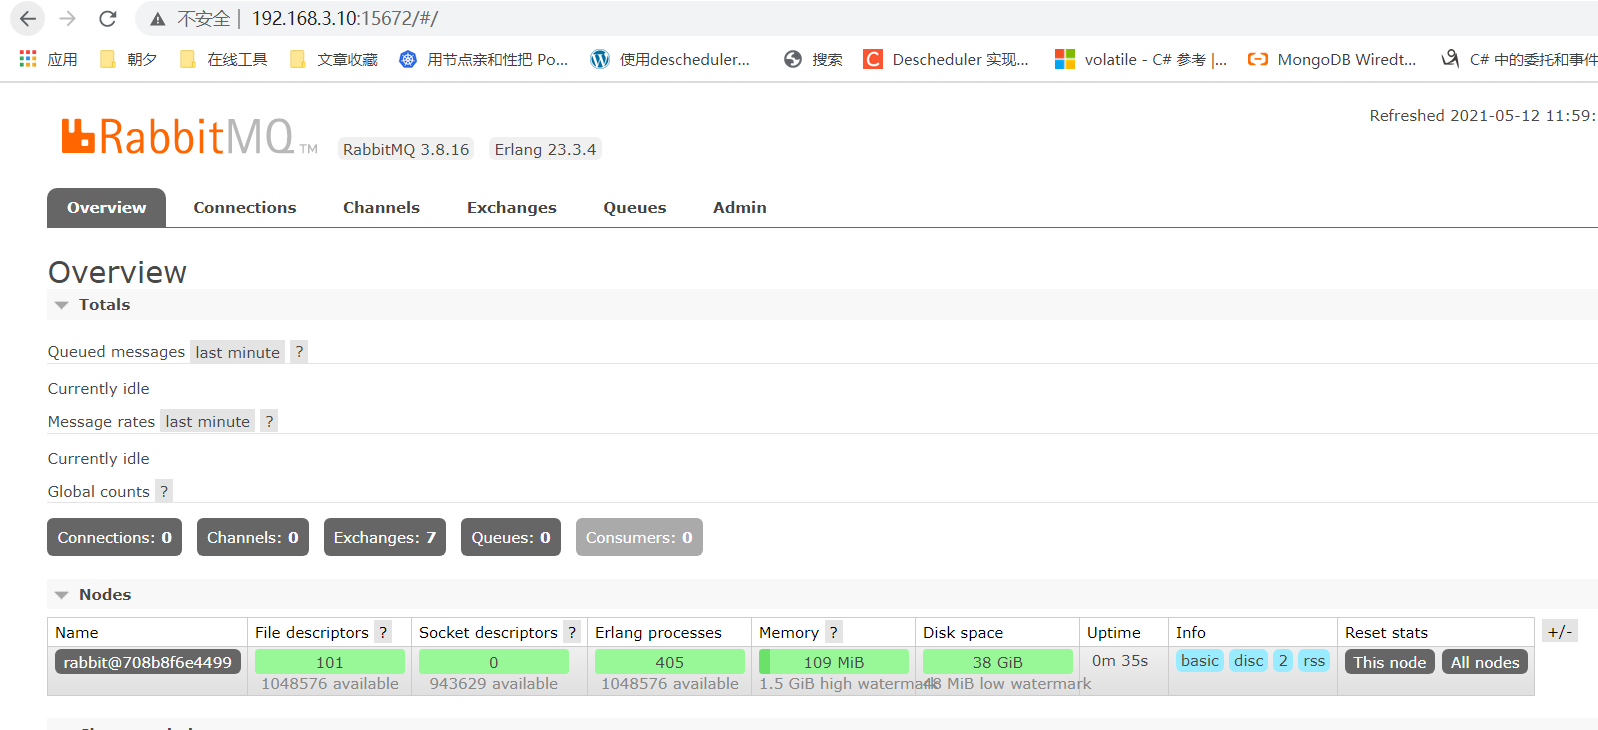 不安全 | 192.168.3.10:15672/#/
应用 朝夕 在线工具 文章收藏 用节点亲和性把 Po... 使用descheduler... 搜索 Descheduler 实现... volatile - C# 参考 |... MongoDB Wiredt... C# 中的委托和事件
Refreshed 2021-05-12 11:59:
RabbitMQ TM RabbitMQ 3.8.16 Erlang 23.3.4
Overview Connections Channels Exchanges Queues Admin
Overview
Totals
Queued messages last minute ?
Currently idle
Message rates last minute ?
Currently idle
Global counts ?
Connections: 0 Channels: 0 Exchanges: 7 Queues: 0 Consumers: 0
Nodes
Name File descriptors ? Socket descriptors ? Erlang processes Memory ? Disk space Uptime Info Reset stats +/-
rabbit@708b8f6e4499 101 0 405 109 MiB 38 GiB 0m 35s basic disc 2 rss This node All nodes
1048576 available 943629 available 1048576 available 1.5 GiB high watermark 48 MiB low watermark